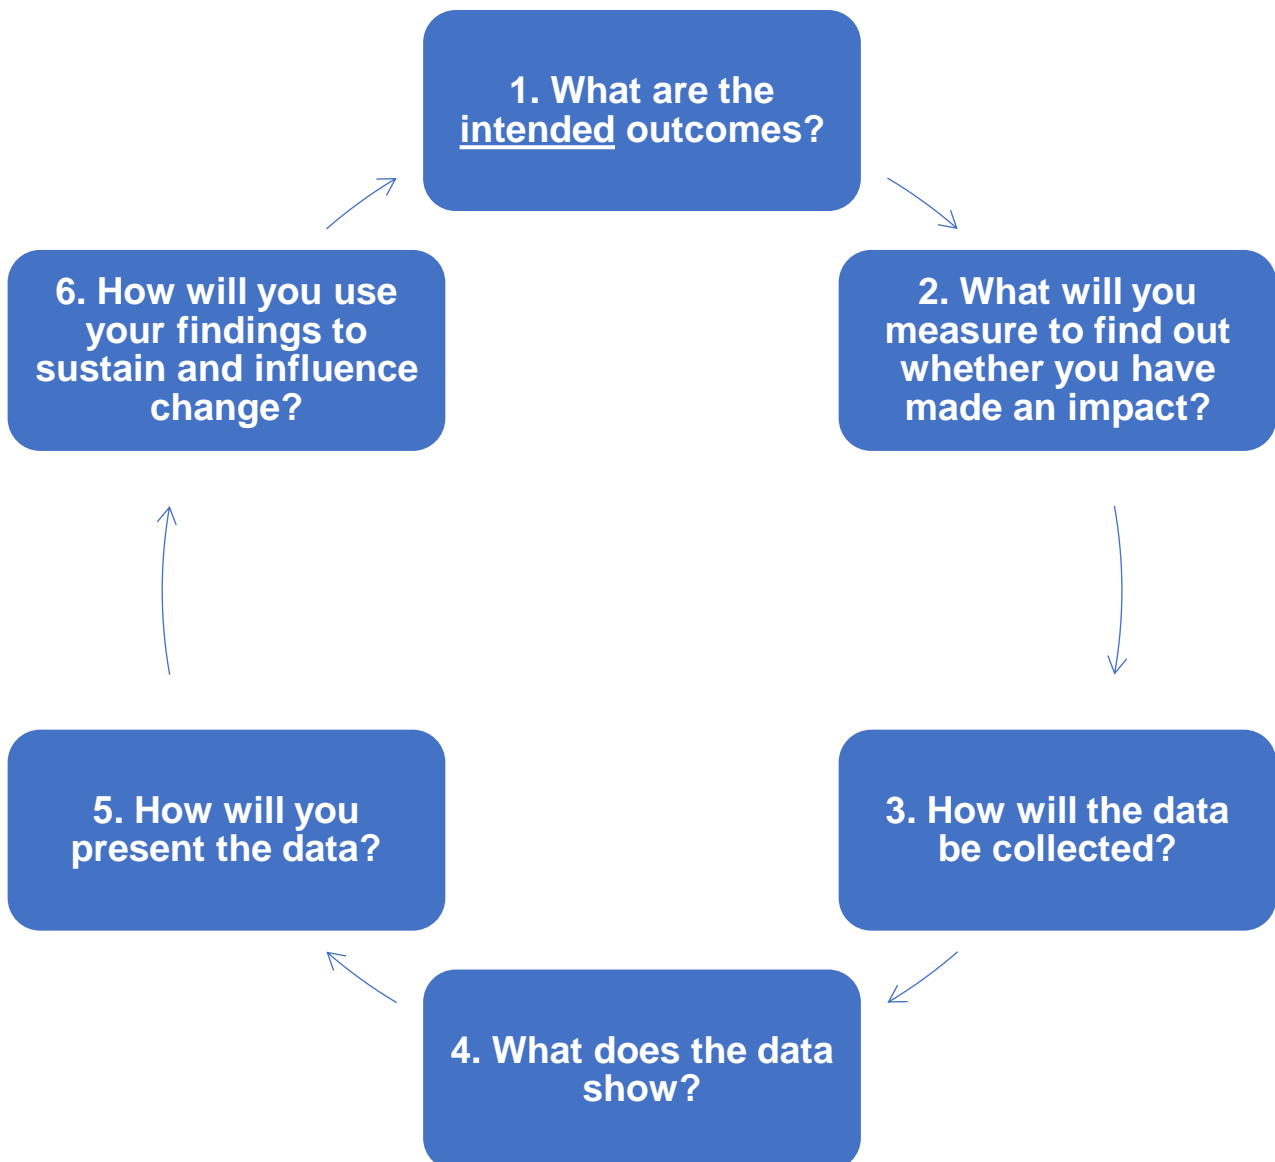 1. What are the
intended outcomes?
2. What will you
measure to find out
whether you have
made an impact?
3. How will the data
be collected?
4. What does the data
show?
5. How will you
present the data?
6. How will you use
your findings to
sustain and influence
change?